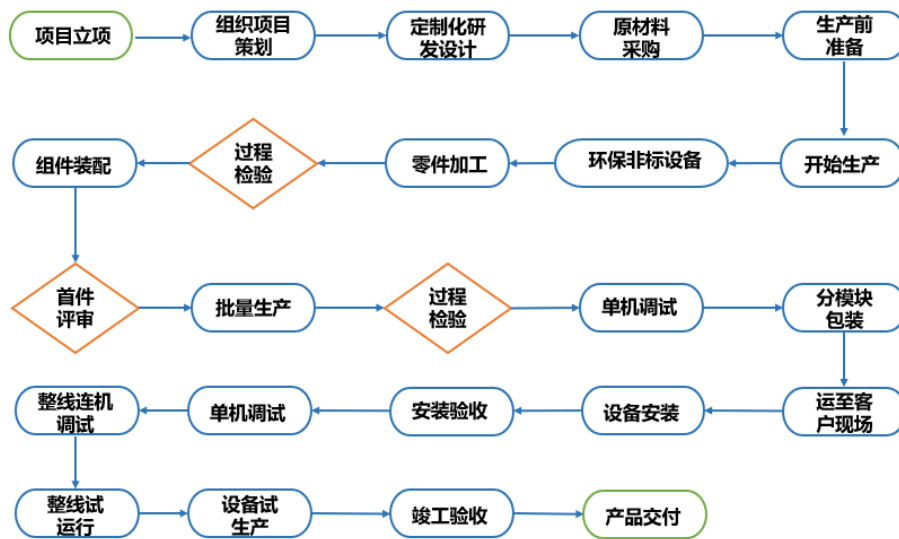 项目立项
组织项目
策划
定制化研
发设计
原材料
采购
生产前
准备
组件装配
过程
检验
零件加工
环保非标设备
开始生产
首件
评审
批量生产
过程
检验
单机调试
分模块
包装
整线连机
调试
单机调试
安装验收
设备安装
运至客
户现场
整线试
运行
设备试
生产
竣工验收
产品交付